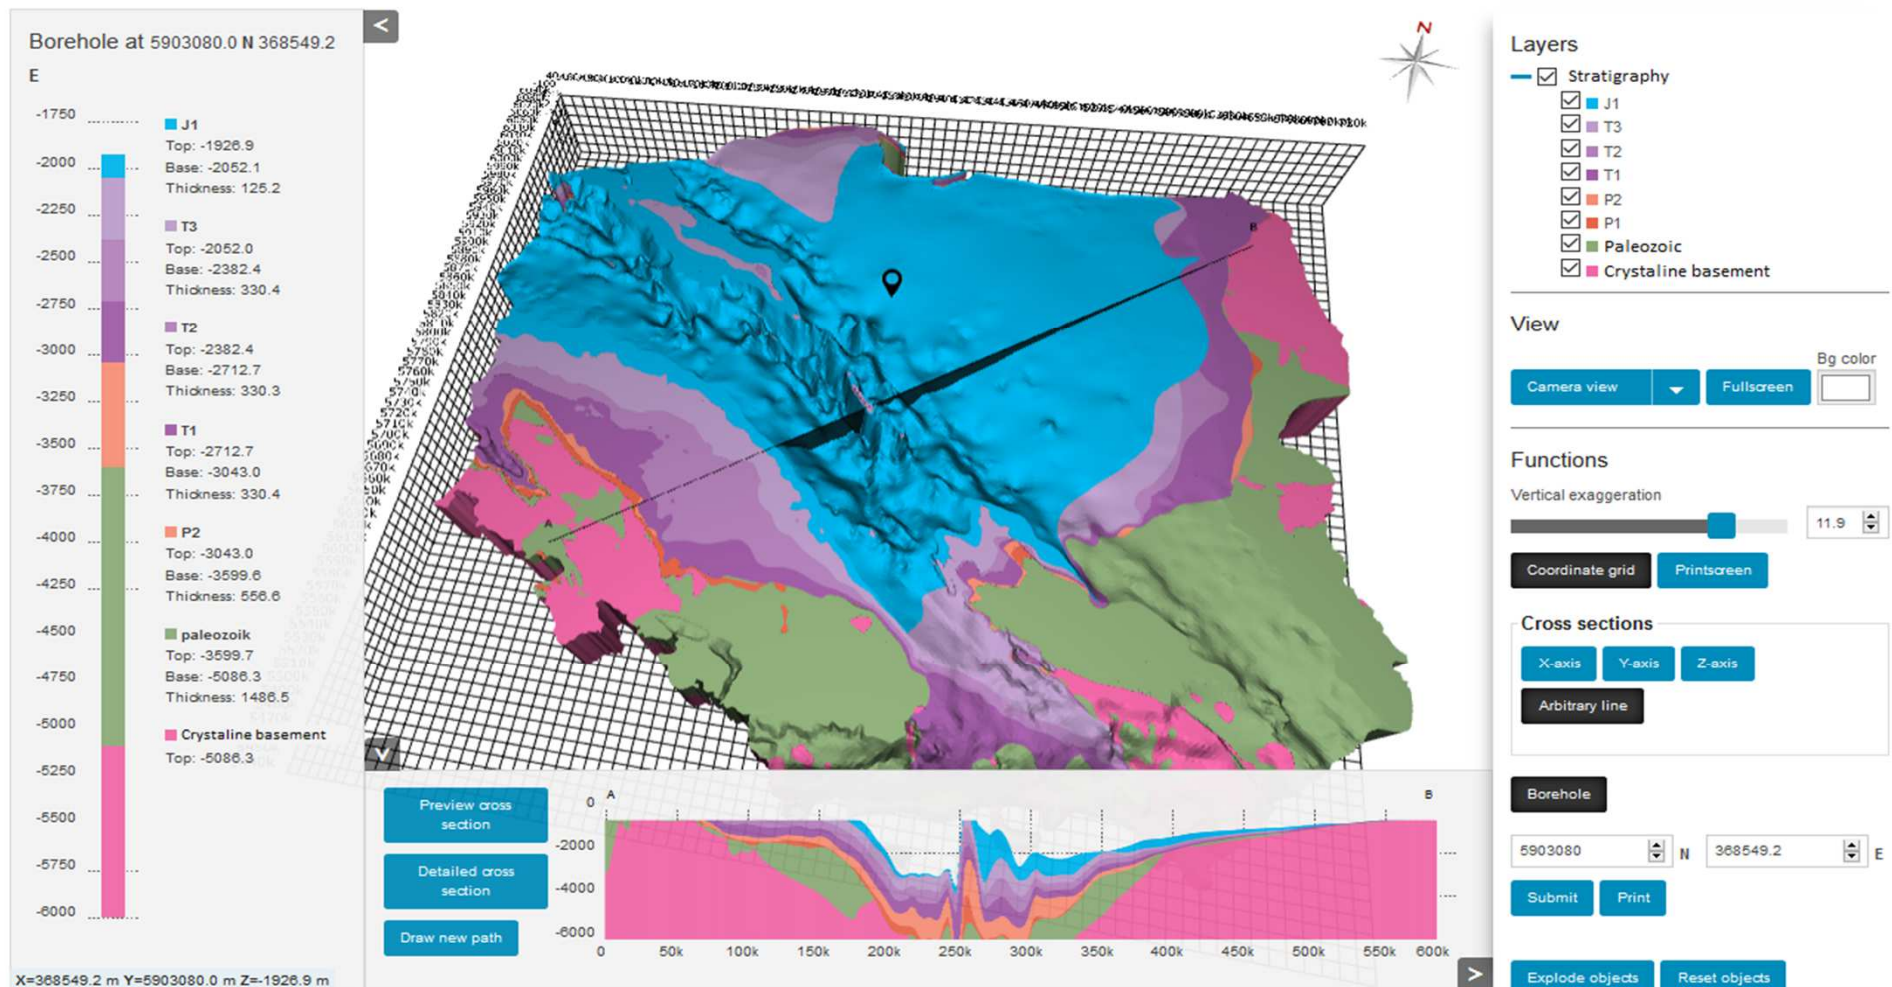 Borehole at 5903080.0 N 368549.2
E
-1750
-2000
-2250
-2500
-2750
-3000
-3250
-3500
-3750
-4000
-4250
-4500
-4750
-5000
-5250
-5500
-5750
-6000
J1
Top: -1926.9
Base: -2052.1
Thickness: 125.2
T3
Top: -2052.0
Base: -2382.4
Thickness: 330.4
T2
Top: -2382.4
Base: -2712.7
Thickness: 330.3
T1
Top: -2712.7
Base: -3043.0
Thickness: 330.4
P2
Top: -3043.0
Base: -3599.6
Thickness: 556.6
paleozoik
Top: -3599.7
Base: -5086.3
Thickness: 1486.5
Crystaline basement
Top: -5086.3
X=368549.2 m Y=5903080.0 m Z=-1926.9 m
<
N
B
A
5780k
5770k
5760k
5750k
5740k
5730k
5720k
5710k
V
Preview cross
section
Detailed cross
section
Draw new path
A
B
0
-2000
-4000
-6000
0 50k 100k 150k 200k 250k 300k 350k 400k 450k 500k 550k 600k
>
Layers
Stratigraphy
J1
T3
T2
T1
P2
P1
Paleozoic
Crystaline basement
View
Bg color
Camera view
Fullscreen
Functions
Vertical exaggeration
11.9
Coordinate grid
Printscreen
Cross sections
X-axis
Y-axis
Z-axis
Arbitrary line
Borehole
5903080 N 368549.2 E
Submit
Print
Explode objects
Reset objects